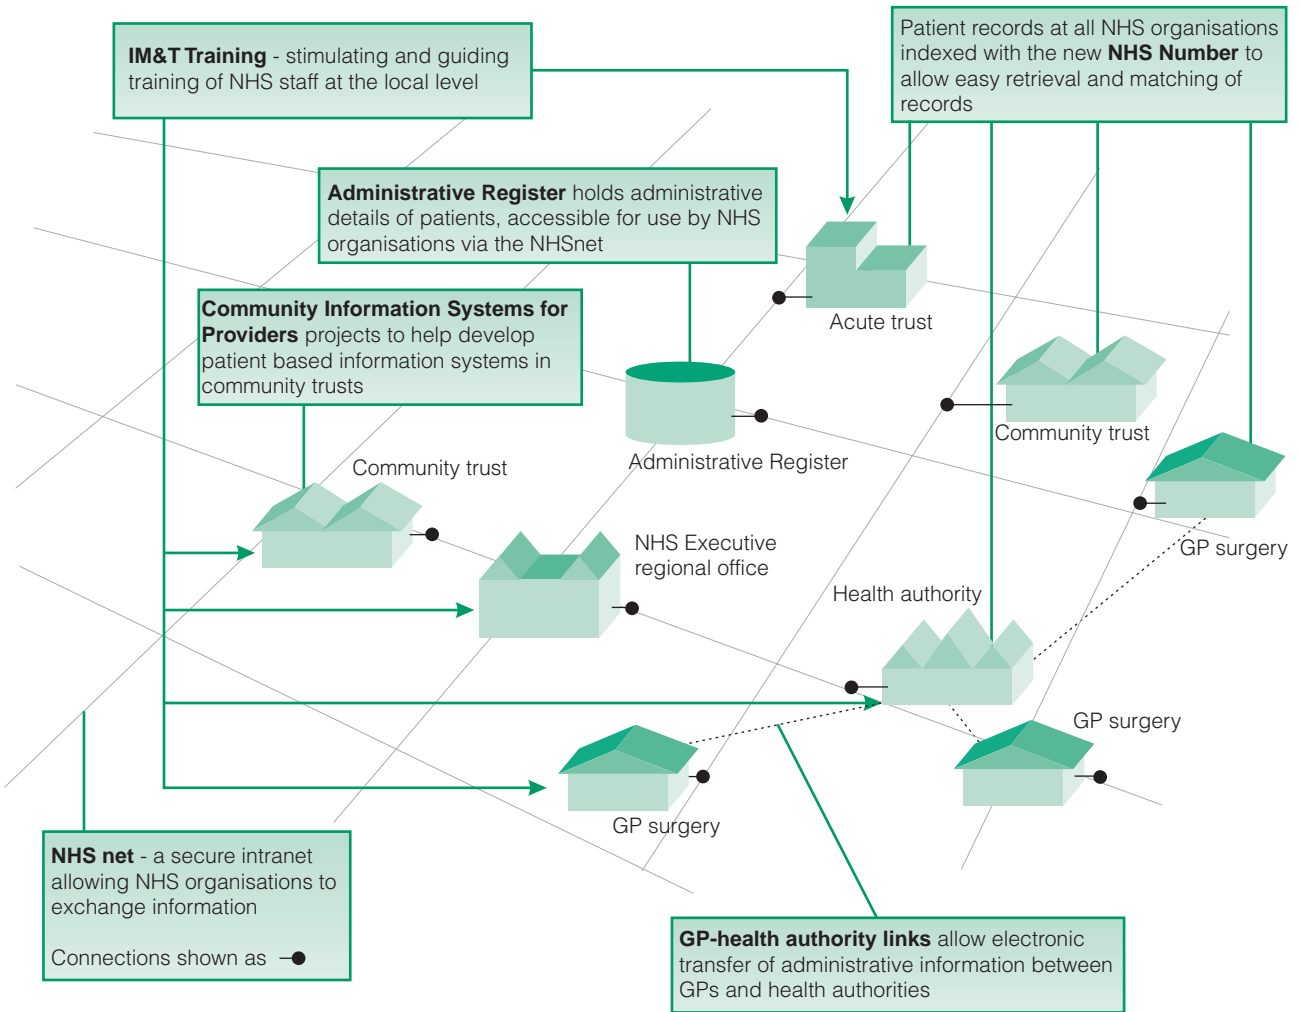 IM&T Training - stimulating and guiding
training of NHS staff at the local level
Patient records at all NHS organisations
indexed with the new NHS Number to
allow easy retrieval and matching of
records
Administrative Register holds administrative
details of patients, accessible for use by NHS
organisations via the NHSnet
Community Information Systems for
Providers projects to help develop
patient based information systems in
community trusts
Acute trust
Community trust
Administrative Register
Community trust
GP surgery
NHS Executive
regional office
Health authority
GP surgery
GP surgery
NHS net - a secure intranet
allowing NHS organisations to
exchange information
Connections shown as
GP-health authority links allow electronic
transfer of administrative information between
GPs and health authorities